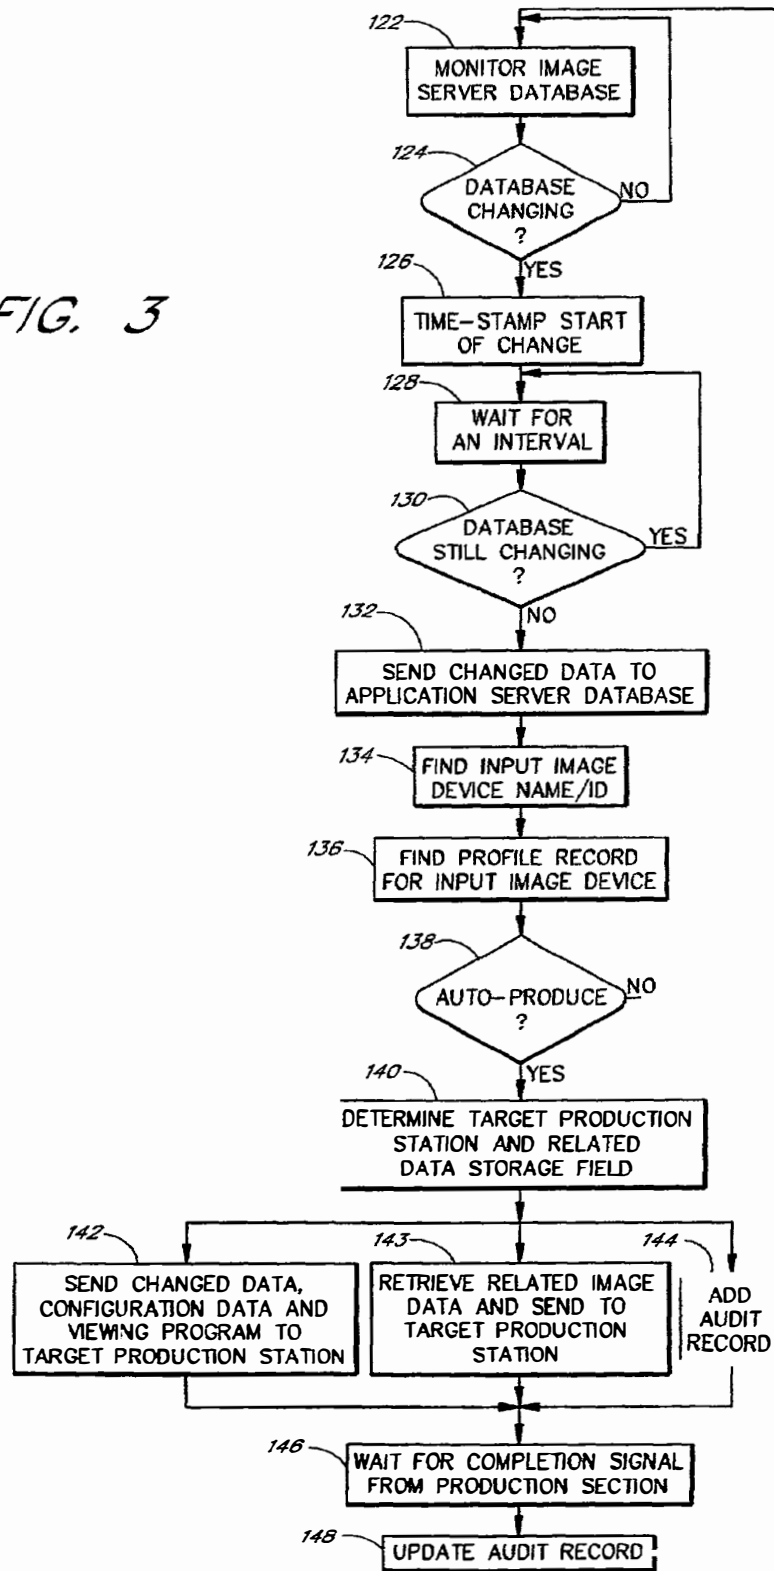 122
MONITOR IMAGE
SERVER DATABASE
124
DATABASE
CHANGING
?
NO
YES
126
FIG. 3
TIME-STAMP START
OF CHANGE
128
WAIT FOR
AN INTERVAL
130
DATABASE
STILL CHANGING
?
YES
NO
132
SEND CHANGED DATA TO
APPLICATION SERVER DATABASE
134
FIND INPUT IMAGE
DEVICE NAME/ID
136
FIND PROFILE RECORD
FOR INPUT IMAGE DEVICE
138
AUTO-PRODUCE
?
NO
YES
140
DETERMINE TARGET PRODUCTION
STATION AND RELATED
DATA STORAGE FIELD
142
SEND CHANGED DATA,
CONFIGURATION DATA AND
VIEWING PROGRAM TO
TARGET PRODUCTION STATION
143
RETRIEVE RELATED IMAGE
DATA AND SEND TO
TARGET PRODUCTION
STATION
144
ADD
AUDIT
RECORD
146
WAIT FOR COMPLETION SIGNAL
FROM PRODUCTION SECTION
148
UPDATE AUDIT RECORD